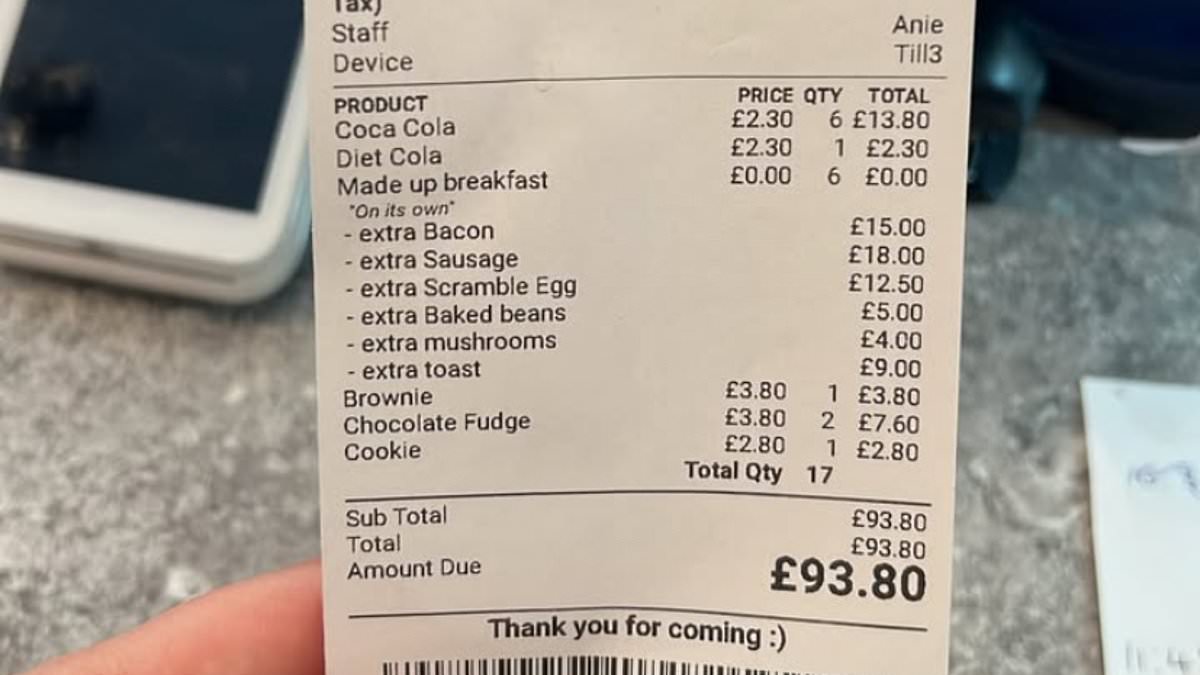 Tax)
Staff Anie
Device Till3
PRODUCT PRICE QTY TOTAL
Coca Cola £2.30 6 £13.80
Diet Cola £2.30 1 £2.30
Made up breakfast £0.00 6 £0.00
"On its own"
- extra Bacon £15.00
- extra Sausage £18.00
- extra Scramble Egg £12.50
- extra Baked beans £5.00
- extra mushrooms £4.00
- extra toast £9.00
Brownie £3.80 1 £3.80
Chocolate Fudge £3.80 2 £7.60
Cookie £2.80 1 £2.80
Total Qty 17
Sub Total £93.80
Total £93.80
Amount Due £93.80
Thank you for coming :)